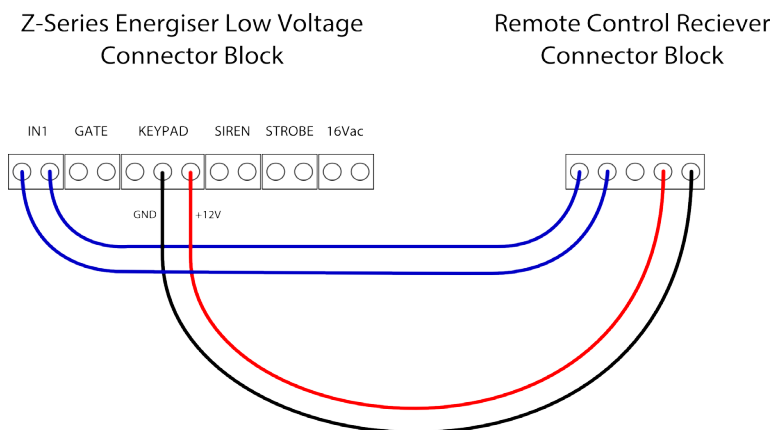 Z-Series Energiser Low Voltage
Connector Block
Remote Control Reciever
Connector Block
IN1 GATE KEYPAD SIREN STROBE 16Vac
GND +12V